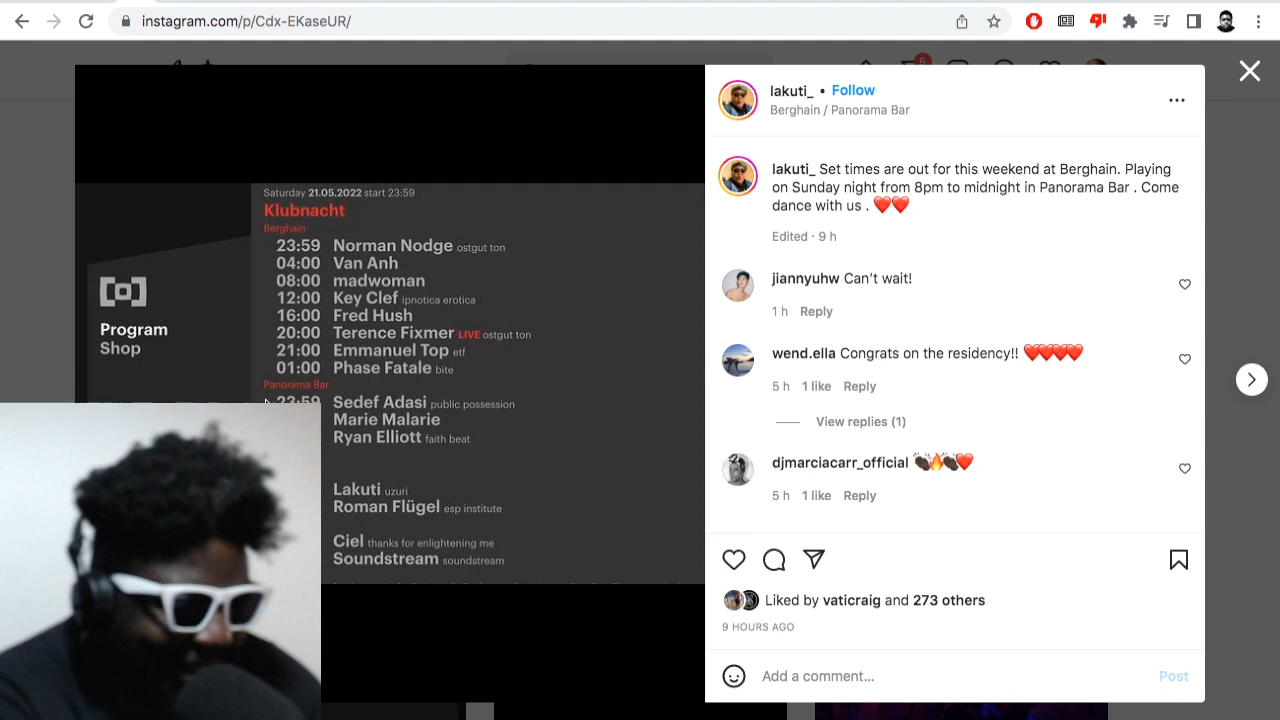 instagram.com/p/Cdx-EKaseUR/
Saturday 21.05.2022 start 23:59
Klubnacht
Berghain
23:59 Norman Nodge ostgut ton
04:00 Van Anh
08:00 madwoman
12:00 Key Clef ipnotica erotica
16:00 Fred Hush
20:00 Terence Fixmer LIVE ostgut ton
21:00 Emmanuel Top etf
01:00 Phase Fatale bite
Panorama Bar
23:59 Sedef Adasi public possession
Marie Malarie
Ryan Elliott faith beat
Lakuti uzuri
Roman Flügel esp institute
Ciel thanks for enlightening me
Soundstream soundstream
Program
Shop
lakuti_ • Follow
Berghain / Panorama Bar
lakuti_ Set times are out for this weekend at Berghain. Playing
on Sunday night from 8pm to midnight in Panorama Bar . Come
dance with us . ❤️❤️
Edited · 9 h
jiannyuhw Can’t wait!
1 h Reply
wend.ella Congrats on the residency!! ❤️❤️❤️❤️
5 h 1 like Reply
View replies (1)
djmarciacarr_official 👏🏿🔥👏🏿❤️
5 h 1 like Reply
Liked by vaticraig and 273 others
9 HOURS AGO
Add a comment...
Post